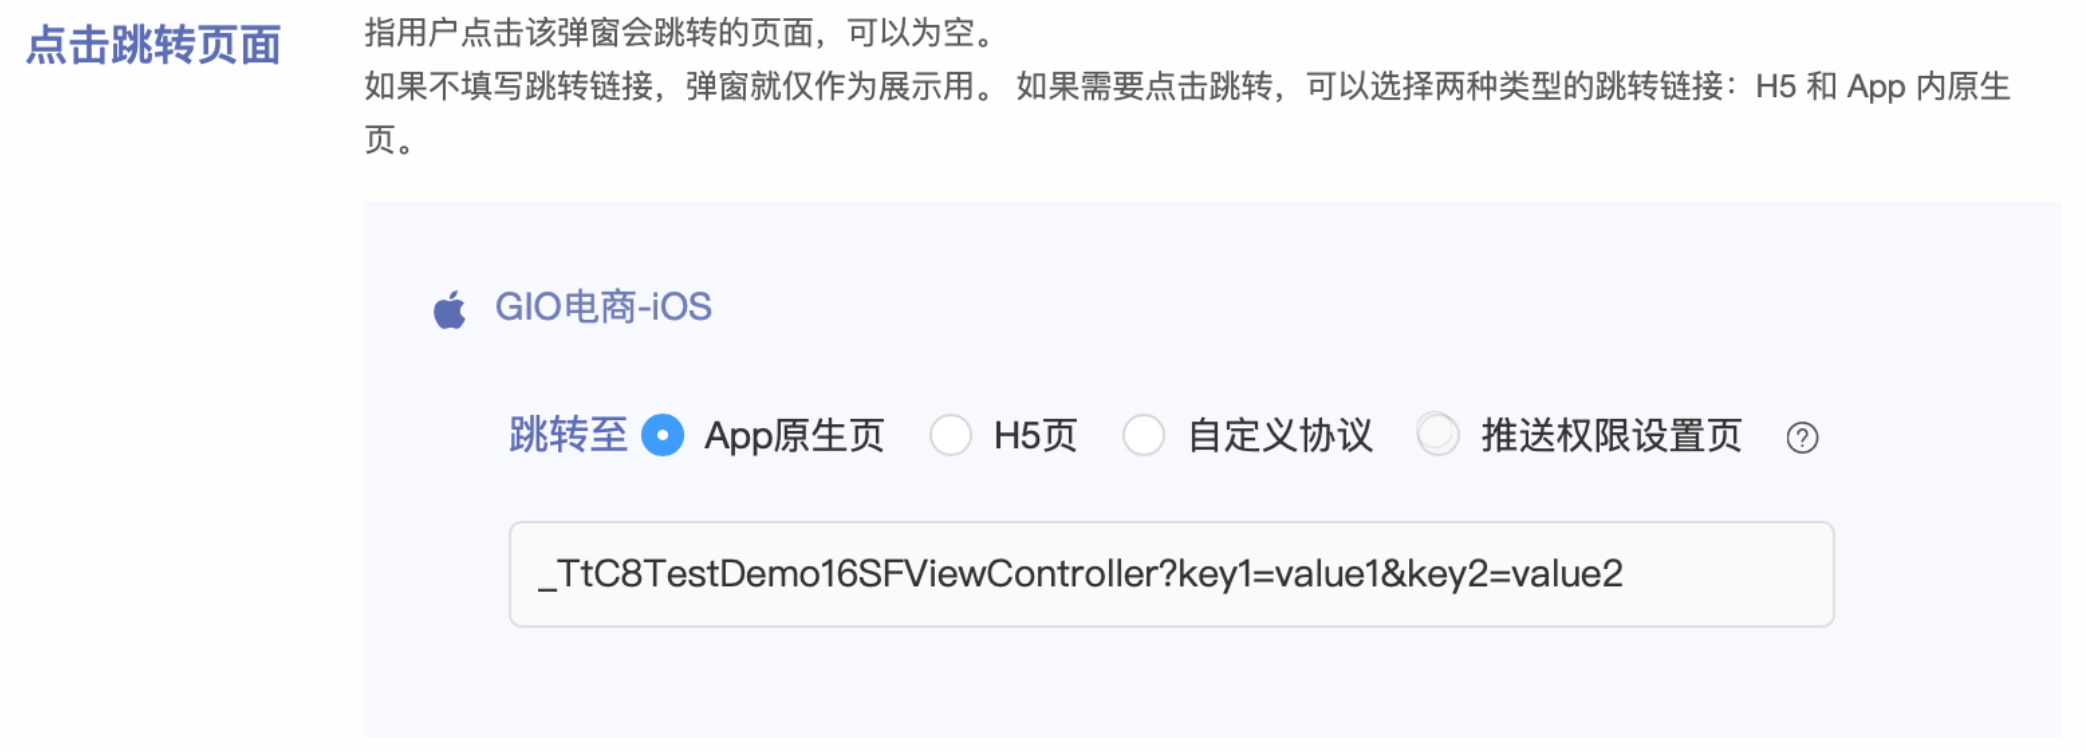 点击跳转页面
指用户点击该弹窗会跳转的页面，可以为空。
如果不填写跳转链接，弹窗就仅作为展示用。 如果需要点击跳转，可以选择两种类型的跳转链接：H5 和 App 内原生
页。
GIO电商-iOS
跳转至 App原生页 H5页 自定义协议 推送权限设置页 ?
_TtC8TestDemo16SFViewController?key1=value1&key2=value2